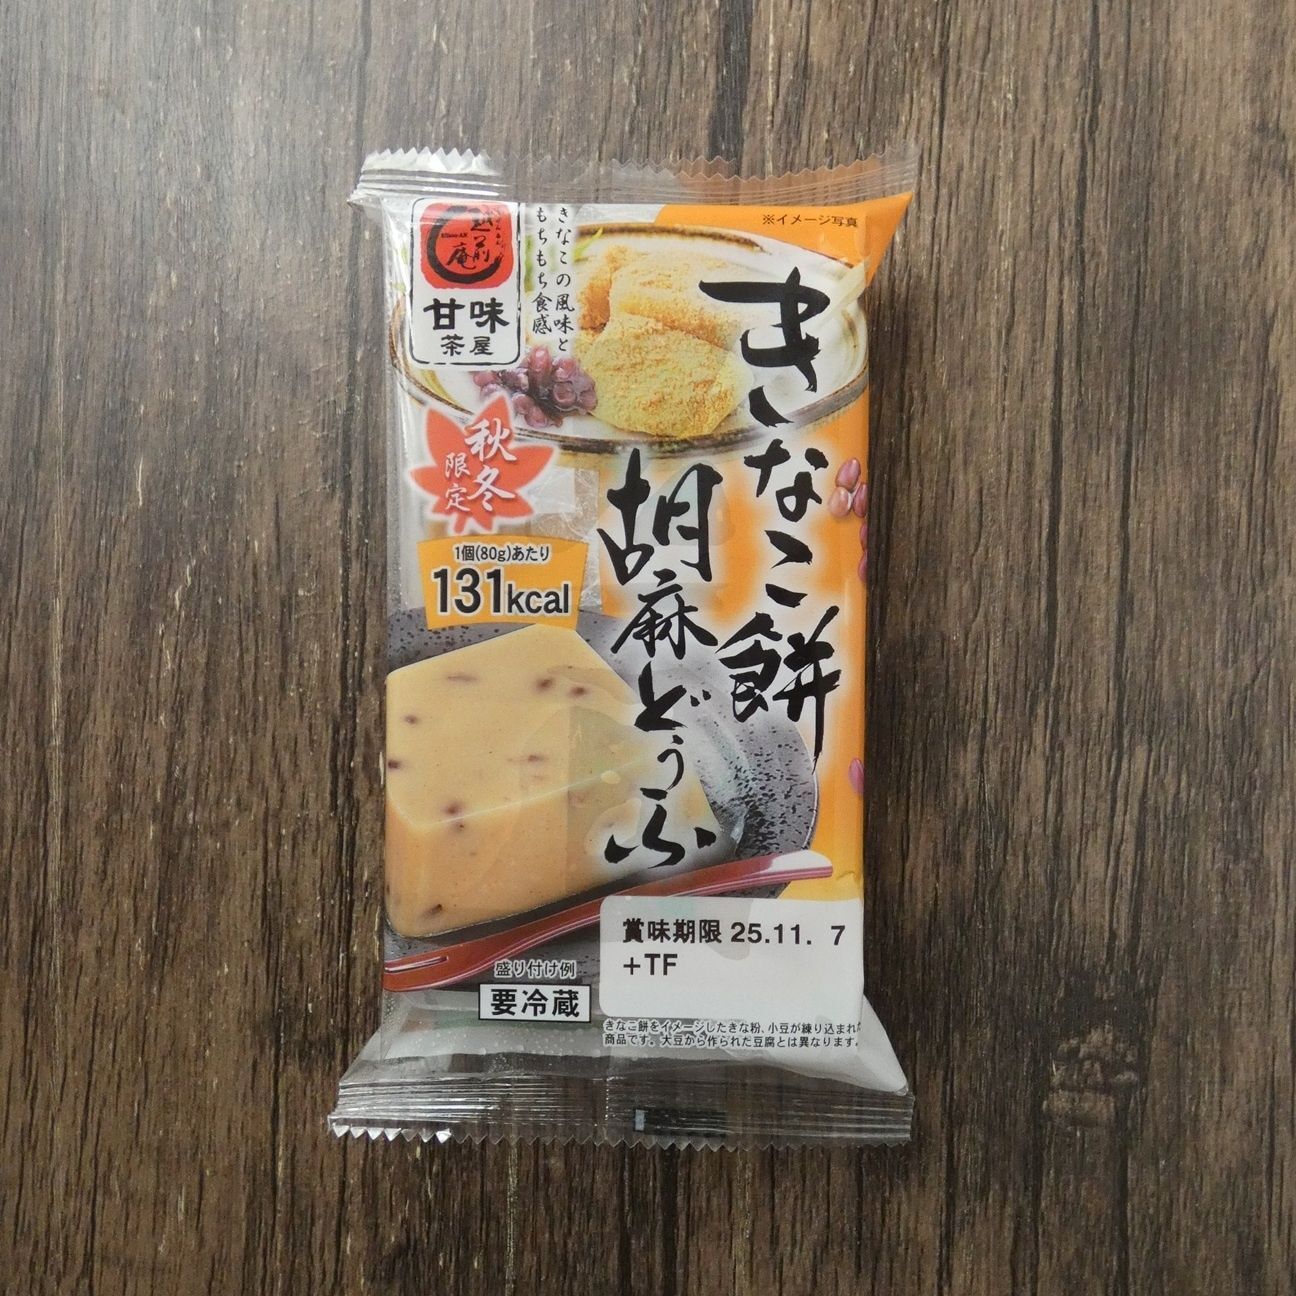 ※イメージ写真
越前庵
甘味
茶屋
きなこの風味と
もちもち食感
きなこ餅
胡麻どうふ
秋冬
限定
1個(80g)あたり
131kcal
賞味期限 25.11. 7
+TF
盛り付け例
要冷蔵
きなこ餅をイメージしたきな粉、小豆が練り込まれた
商品です。大豆から作られた豆腐とは異なります。